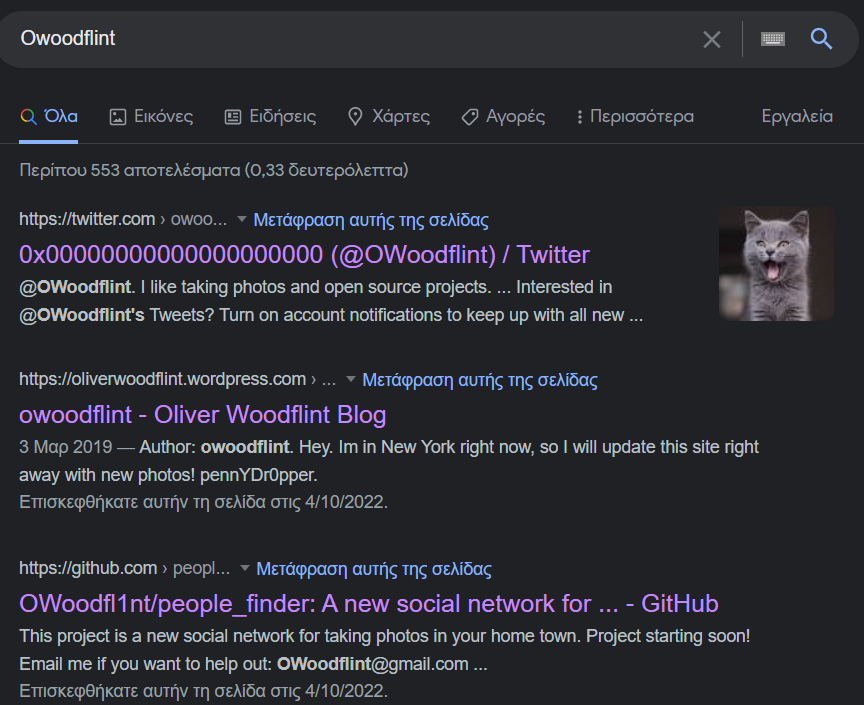 Owoodflint
Όλα Εικόνες Ειδήσεις Χάρτες Αγορές Περισσότερα Εργαλεία
Περίπου 553 αποτελέσματα (0,33 δευτερόλεπτα)
https://twitter.com › owoo... Μετάφραση αυτής της σελίδας
0x00000000000000000000 (@OWoodflint) / Twitter
@OWoodflint. I like taking photos and open source projects. ... Interested in
@OWoodflint's Tweets? Turn on account notifications to keep up with all new ...
https://oliverwoodflint.wordpress.com › ... Μετάφραση αυτής της σελίδας
owoodflint - Oliver Woodflint Blog
3 Μαρ 2019 — Author: owoodflint. Hey. Im in New York right now, so I will update this site right
away with new photos! pennYDr0pper.
Επισκεφθήκατε αυτήν τη σελίδα στις 4/10/2022.
https://github.com › peopl... Μετάφραση αυτής της σελίδας
OWoodfl1nt/people_finder: A new social network for ... - GitHub
This project is a new social network for taking photos in your home town. Project starting soon!
Email me if you want to help out: OWoodflint@gmail.com ...
Επισκεφθήκατε αυτήν τη σελίδα στις 4/10/2022.